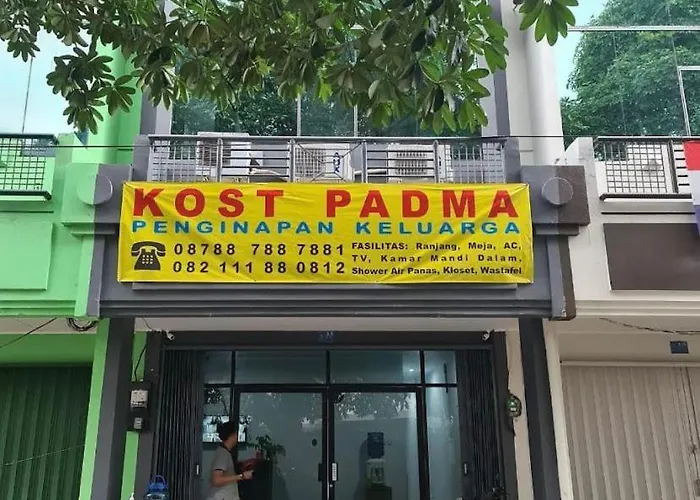 KOST PADMA
PENGINAPAN KELUARGA
08788 788 7881
082 111 88 0812
FASILITAS: Ranjang, Meja, AC,
TV, Kamar Mandi Dalam,
Shower Air Panas, Kloset, Wastafel